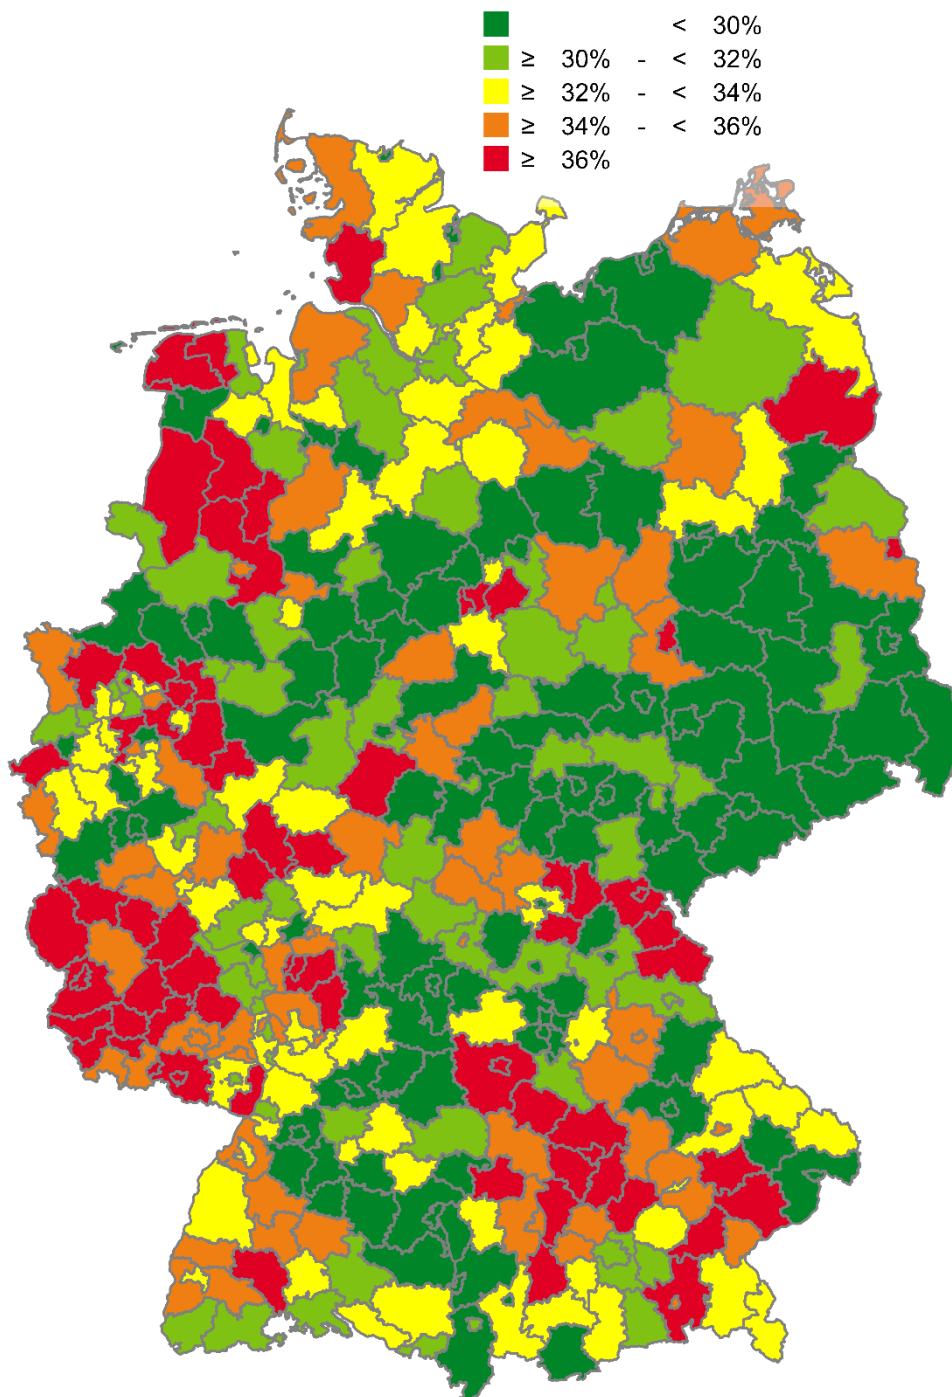 < 30%
≥ 30% - < 32%
≥ 32% - < 34%
≥ 34% - < 36%
≥ 36%